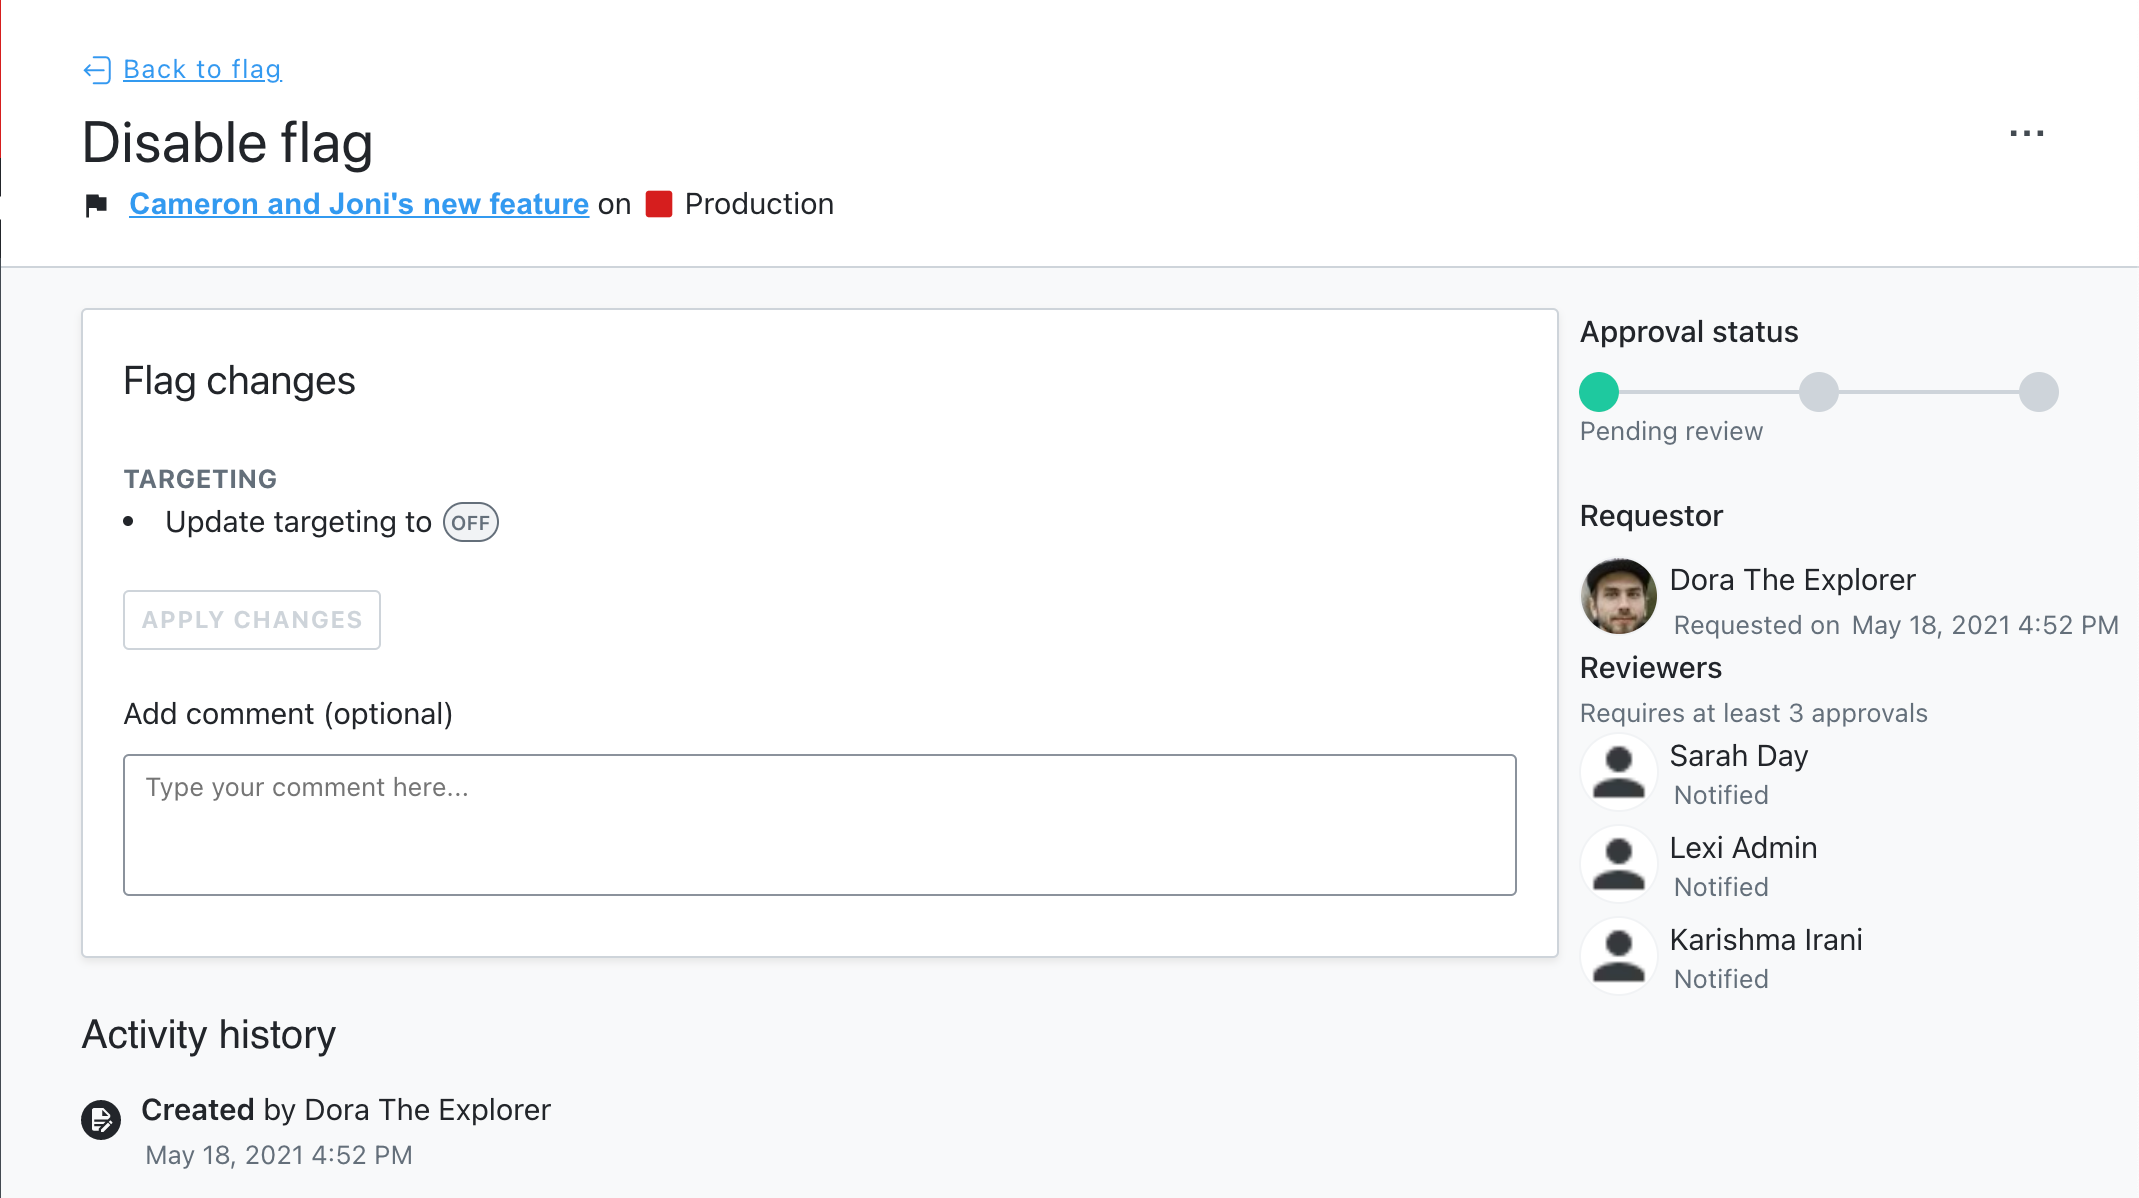 Back to flag
Disable flag
...
Cameron and Joni's new feature on Production
Flag changes
TARGETING
• Update targeting to OFF
APPLY CHANGES
Add comment (optional)
Type your comment here...
Activity history
Created by Dora The Explorer
May 18, 2021 4:52 PM
Approval status
Pending review
Requestor
Dora The Explorer
Requested on May 18, 2021 4:52 PM
Reviewers
Requires at least 3 approvals
Sarah Day
Notified
Lexi Admin
Notified
Karishma Irani
Notified